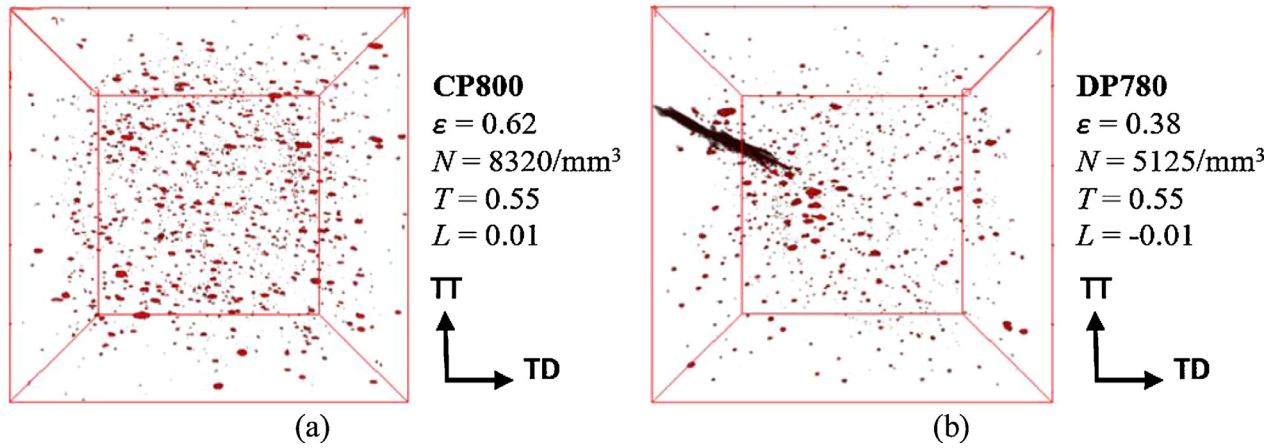 CP800
ε = 0.62
N = 8320/mm³
T = 0.55
L = 0.01
TT
TD
(a)
DP780
ε = 0.38
N = 5125/mm³
T = 0.55
L = -0.01
TT
TD
(b)